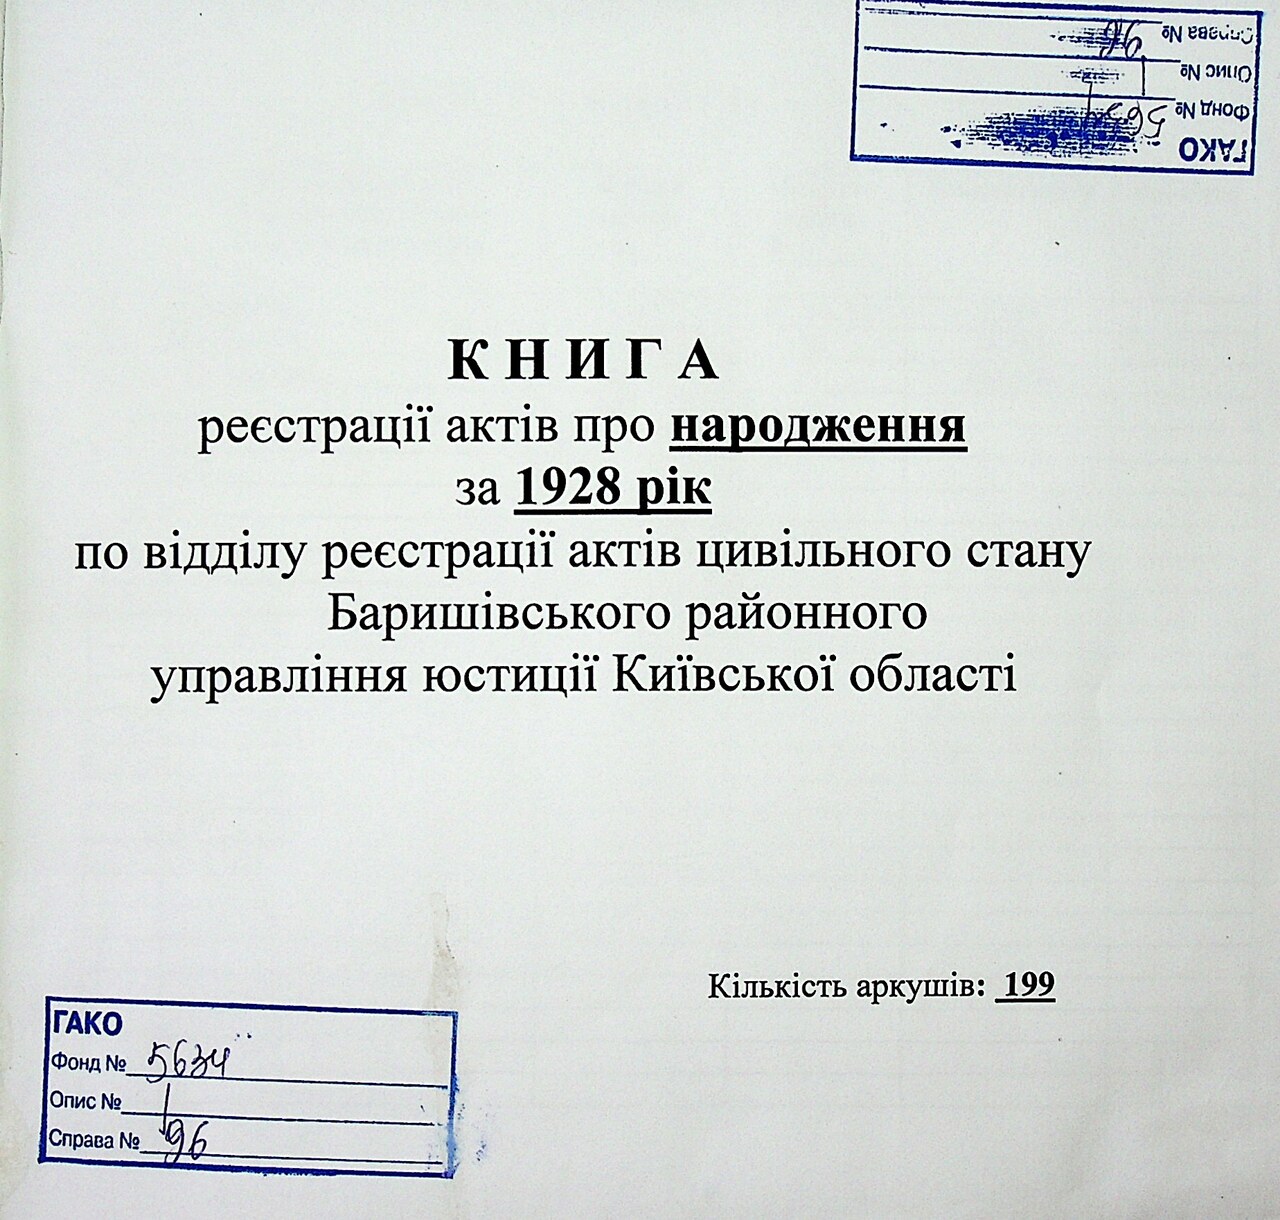 Справа № 96
Опис № 1
Фонд № 5634
ГАКО
К Н И Г А
реєстрації актів про народження
за 1928 рік
по відділу реєстрації актів цивільного стану
Баришівського районного
управління юстиції Київської області
Кількість аркушів: 199
ГАКО
Фонд № 5634
Опис № 1
Справа № 96